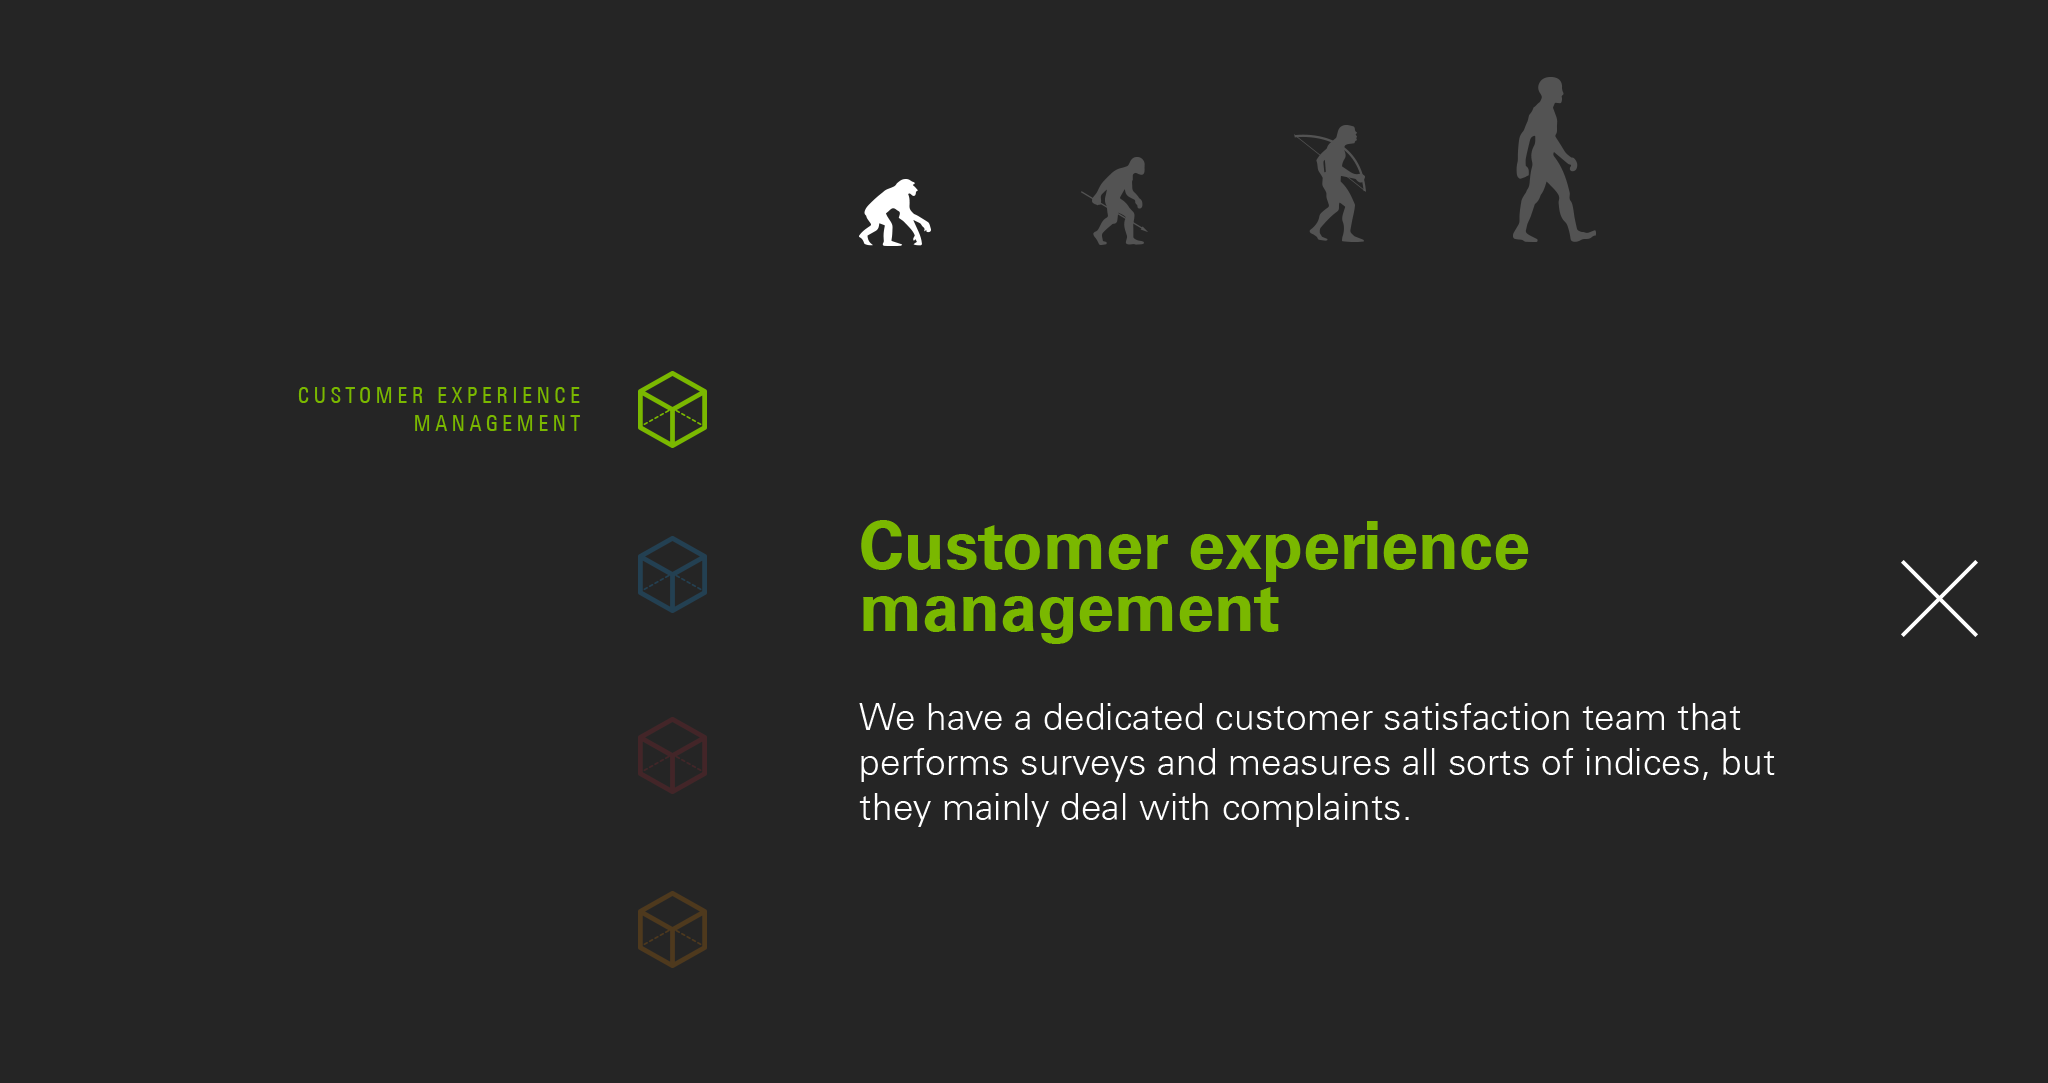 CUSTOMER EXPERIENCE
MANAGEMENT
Customer experience
management
We have a dedicated customer satisfaction team that
performs surveys and measures all sorts of indices, but
they mainly deal with complaints.